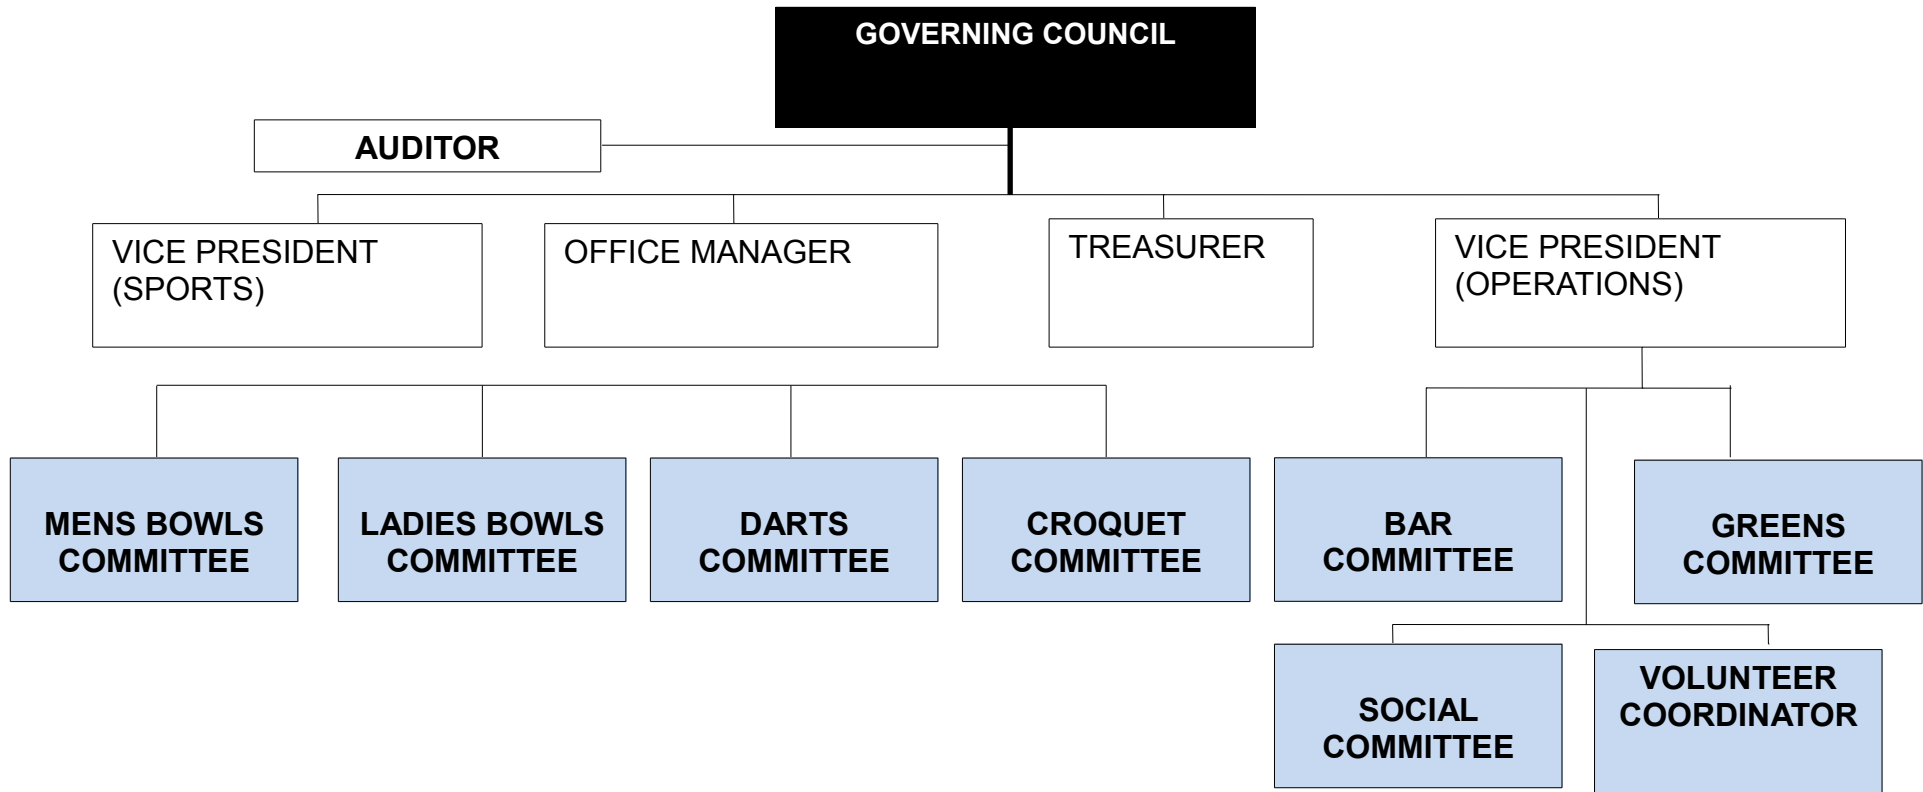 GOVERNING COUNCIL
AUDITOR
VICE PRESIDENT
(SPORTS)
OFFICE MANAGER
TREASURER
VICE PRESIDENT
(OPERATIONS)
MENS BOWLS
COMMITTEE
LADIES BOWLS
COMMITTEE
DARTS
COMMITTEE
CROQUET
COMMITTEE
BAR
COMMITTEE
GREENS
COMMITTEE
SOCIAL
COMMITTEE
VOLUNTEER
COORDINATOR